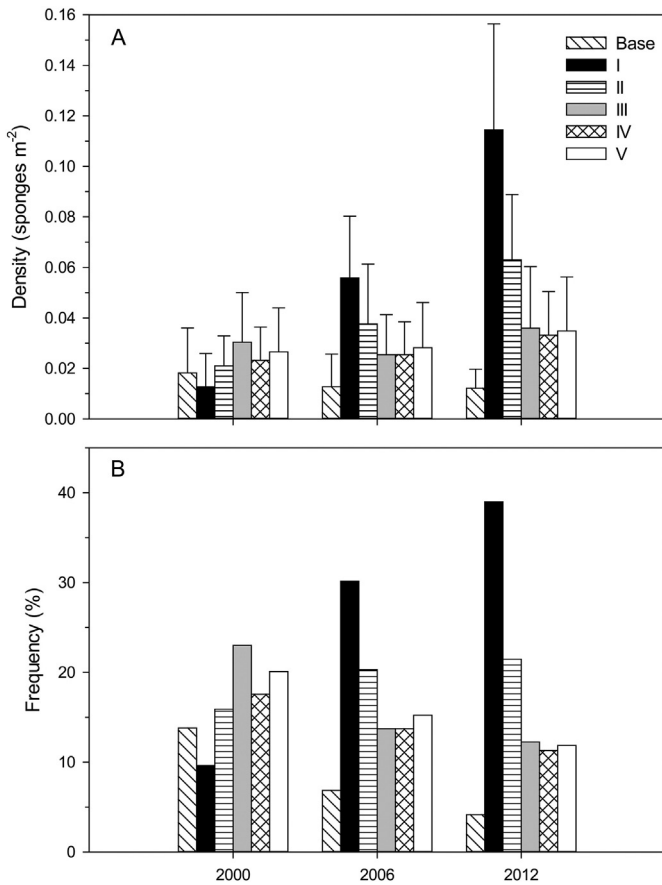 A
Density (sponges m⁻²)
0.16
0.14
0.12
0.10
0.08
0.06
0.04
0.02
0.00
Base
I
II
III
IV
V
B
Frequency (%)
40
30
20
10
0
2000 2006 2012